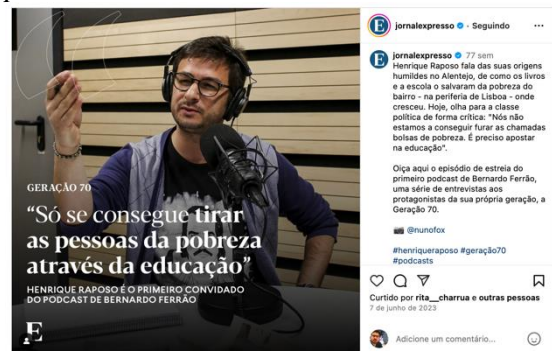 GERAÇÃO 70
“Só se consegue tirar
as pessoas da pobreza
através da educação”
HENRIQUE RAPOSO É O PRIMEIRO CONVIDADO
DO PODCAST DE BERNARDO FERRÃO
E
E jornalexpresso • Seguindo ...
E jornalexpresso 77 sem
Henrique Raposo fala das suas origens
humildes no Alentejo, de como os livros
e a escola o salvaram da pobreza do
bairro - na periferia de Lisboa - onde
cresceu. Hoje, olha para a classe
política de forma crítica: "Nós não
estamos a conseguir furar as chamadas
bolsas de pobreza. É preciso apostar
na educação".
Oiça aqui o episódio de estreia do
primeiro podcast de Bernardo Ferrão,
uma série de entrevistas aos
protagonistas da sua própria geração, a
Geração 70.
📷 @nunofox
#henriqueraposo #geração70
#podcasts
Curtido por rita__charrua e outras pessoas
7 de junho de 2023
Adicione um comentário...